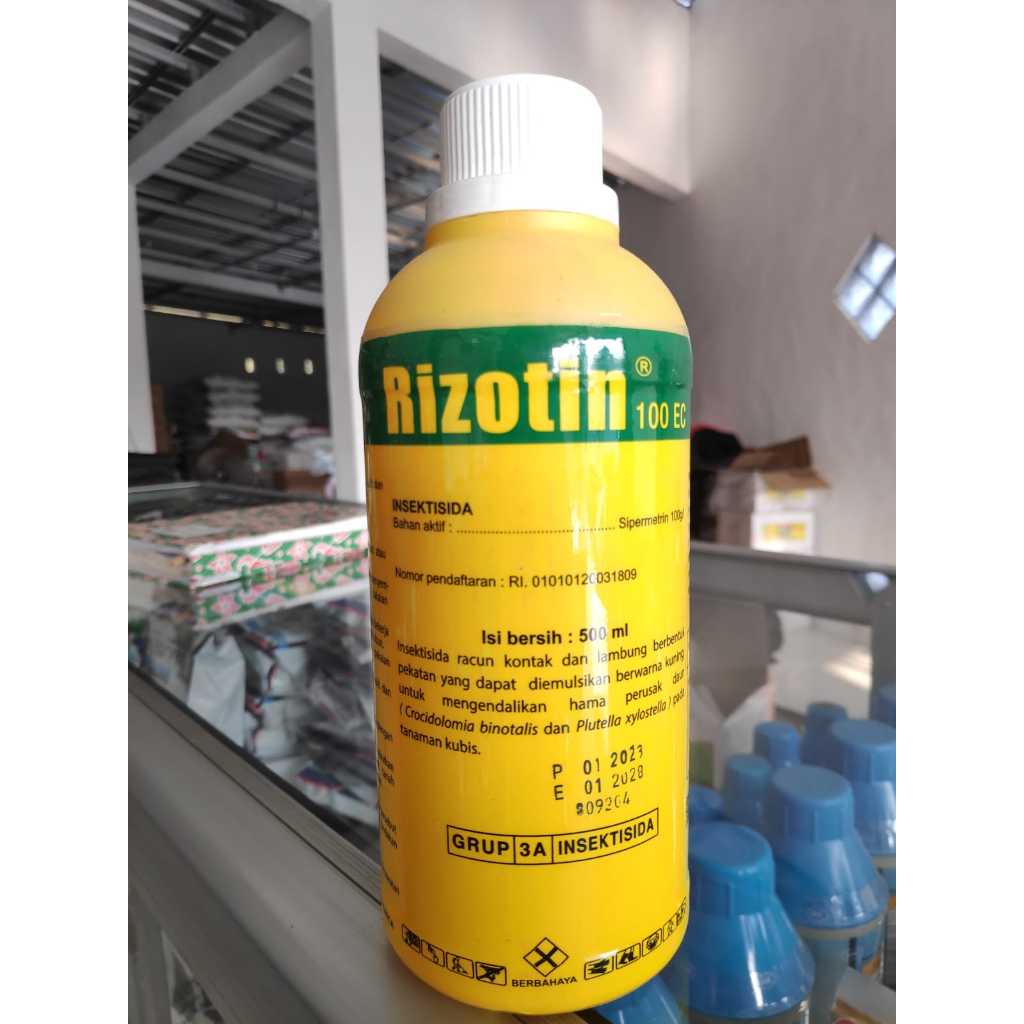 Rizotin ®
100 EC
INSEKTISIDA
Bahan aktif : ........................................ Sipermetrin 100g/l
Nomor pendaftaran : RI. 01010120031809
Isi bersih : 500 ml
Insektisida racun kontak dan lambung berbentuk
pekatan yang dapat diemulsikan berwarna kuning
untuk mengendalikan hama perusak daun
( Crocidolomia binotalis dan Plutella xylostella ) pada
tanaman kubis.
P 01 2023
E 01 2028
GRUP 3A INSEKTISIDA
BERBAHAYA